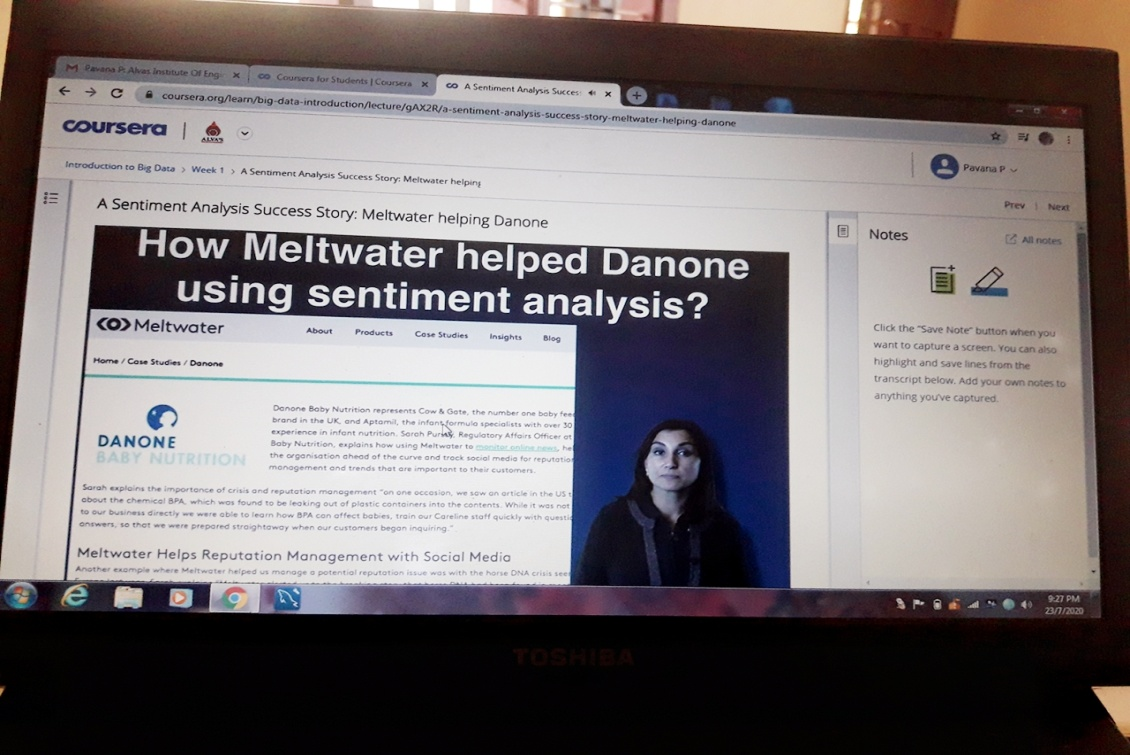 Pavana P: Alvas Institute Of Eng
Coursera for Students | Coursera
A Sentiment Analysis Succes
coursera.org/learn/big-data-introduction/lecture/gAX2R/a-sentiment-analysis-success-story-meltwater-helping-danone
coursera
ALVA'S
Pavana P
Introduction to Big Data > Week 1 > A Sentiment Analysis Success Story: Meltwater helping
Prev | Next
A Sentiment Analysis Success Story: Meltwater helping Danone
How Meltwater helped Danone
using sentiment analysis?
Meltwater
About Products Case Studies Insights Blog
Home / Case Studies / Danone
DANONE
BABY NUTRITION
Danone Baby Nutrition represents Cow & Gate, the number one baby fee
brand in the UK, and Aptamil, the infant formula specialists with over 30
experience in infant nutrition. Sarah Regulatory Affairs Officer at
Baby Nutrition, explains how using Meltwater to monitor online news, he
the organisation ahead of the curve and track social media for reputation
management and trends that are important to their customers.
Sarah explains the importance of crisis and reputation management "on one occasion, we saw an article in the US
about the chemical BPA, which was found to be leaking out of plastic containers into the contents. While it was not
to our business directly we were able to learn how BPA can affect babies, train our Careline staff quickly with
answers, so that we were prepared straightaway when our customers began inquiring."
Meltwater Helps Reputation Management with Social Media
Another example where Meltwater helped us manage a potential reputation issue was with the horse DNA crisis
Notes
All notes
Click the "Save Note" button when you
want to capture a screen. You can also
highlight and save lines from the
transcript below. Add your own notes to
anything you've captured.
9:27 PM
23/7/2020
TOSHIBA